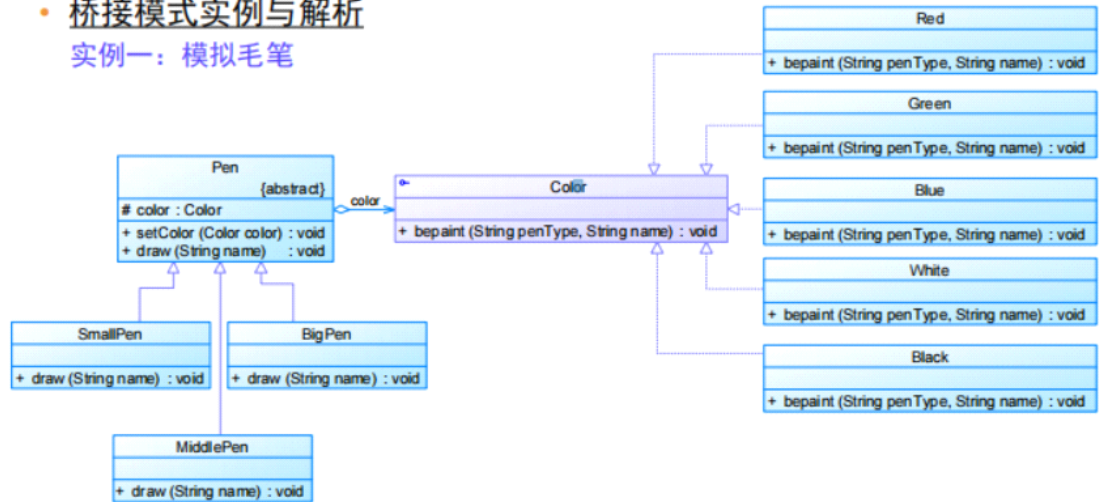 • 桥接模式实例与解析
实例一：模拟毛笔
Red
+ bepaint (String penType, String name) : void
Green
+ bepaint (String penType, String name) : void
Pen
{abstract}
# color : Color
+ setColor (Color color) : void
+ draw (String name) : void
color
Color
+ bepaint (String penType, String name) : void
Blue
+ bepaint (String penType, String name) : void
White
+ bepaint (String penType, String name) : void
SmallPen
+ draw (String name) : void
BigPen
+ draw (String name) : void
Black
+ bepaint (String penType, String name) : void
MiddlePen
+ draw (String name) : void